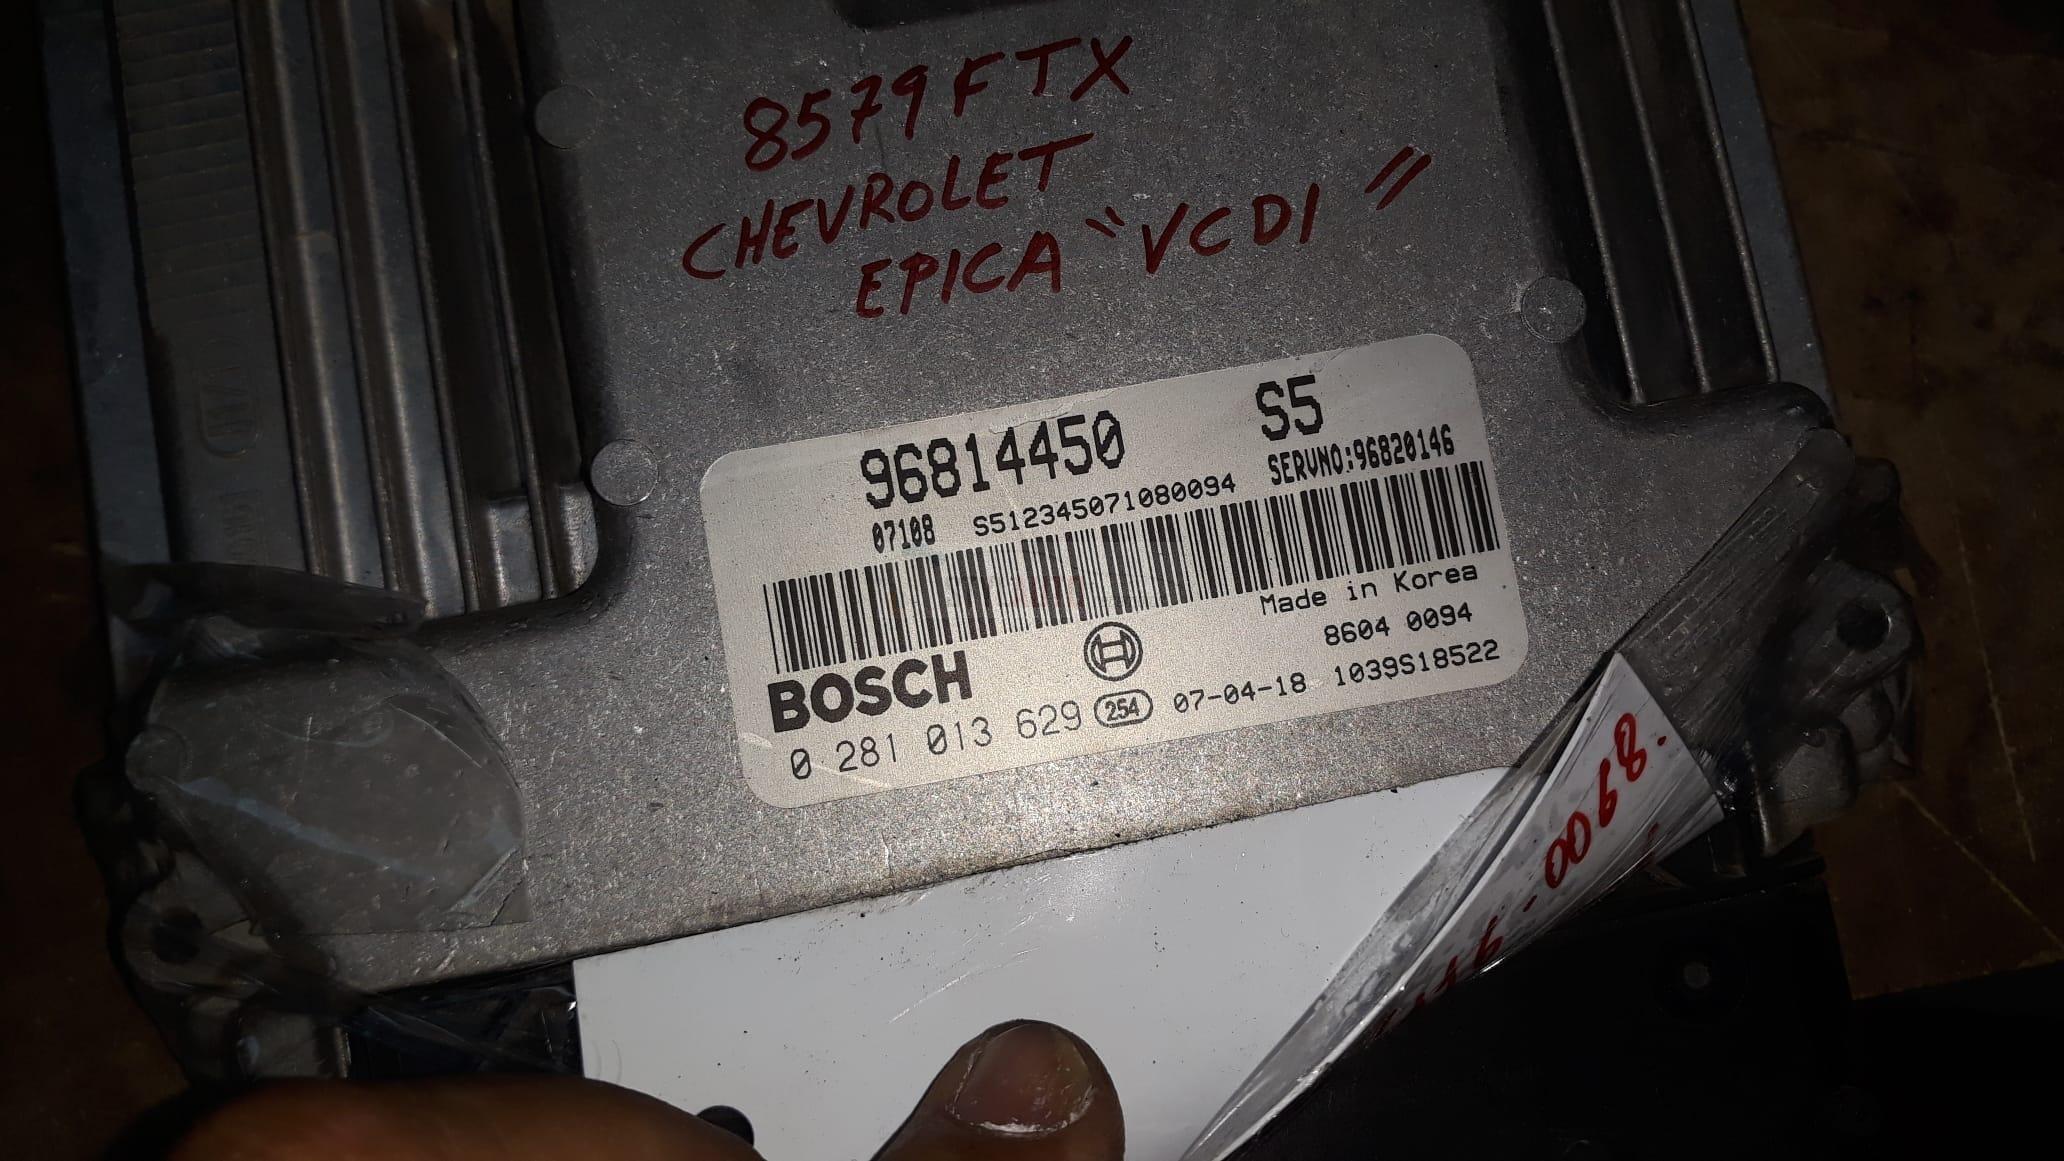 8579FTX
CHEVROLET
EPICA "VCDI"
96814450 S5
07108 S512345071080094 SERVNO:96820146
Made in Korea
8604 0094
BOSCH
0 281 013 629 254 07-04-18 1039S18522